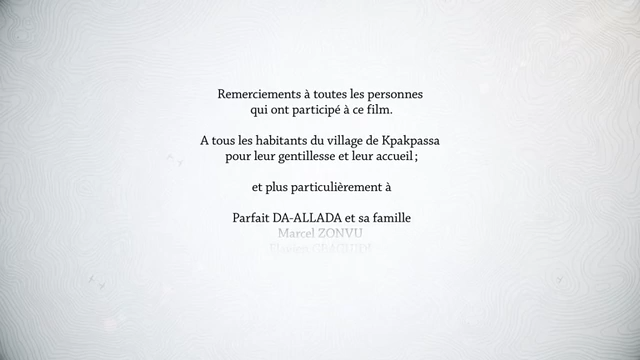 Remerciements à toutes les personnes
qui ont participé à ce film.
A tous les habitants du village de Kpakpassa
pour leur gentillesse et leur accueil ;
et plus particulièrement à
Parfait DA-ALLADA et sa famille
Marcel ZONVU